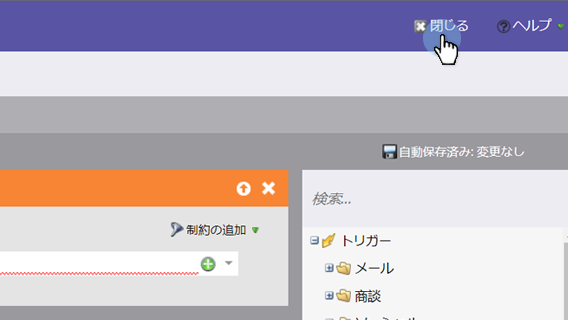 閉じる ヘルプ
自動保存済み: 変更なし
検索...
制約の追加
トリガー
メール
商談